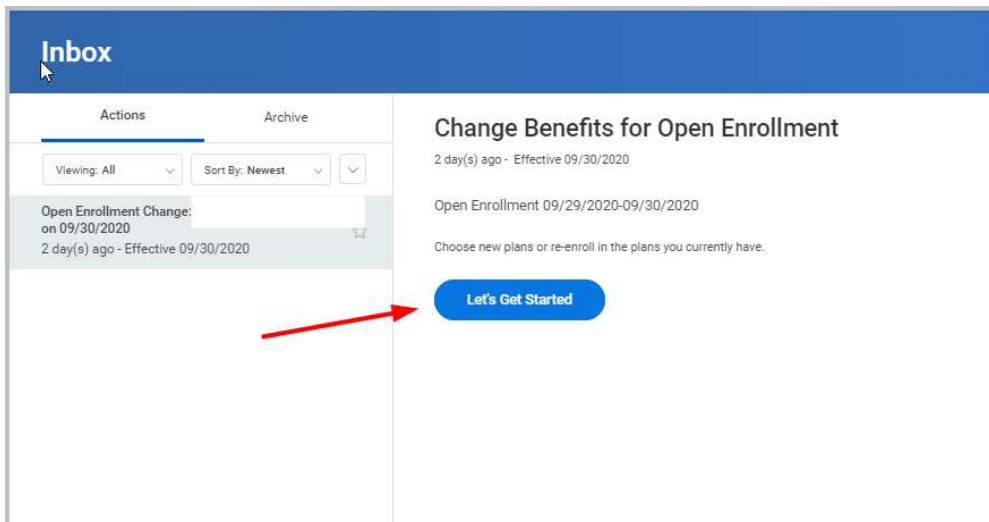 Inbox
Actions
Archive
Viewing: All
Sort By: Newest
Open Enrollment Change:
on 09/30/2020
2 day(s) ago - Effective 09/30/2020
Change Benefits for Open Enrollment
2 day(s) ago - Effective 09/30/2020
Open Enrollment 09/29/2020-09/30/2020
Choose new plans or re-enroll in the plans you currently have.
Let's Get Started